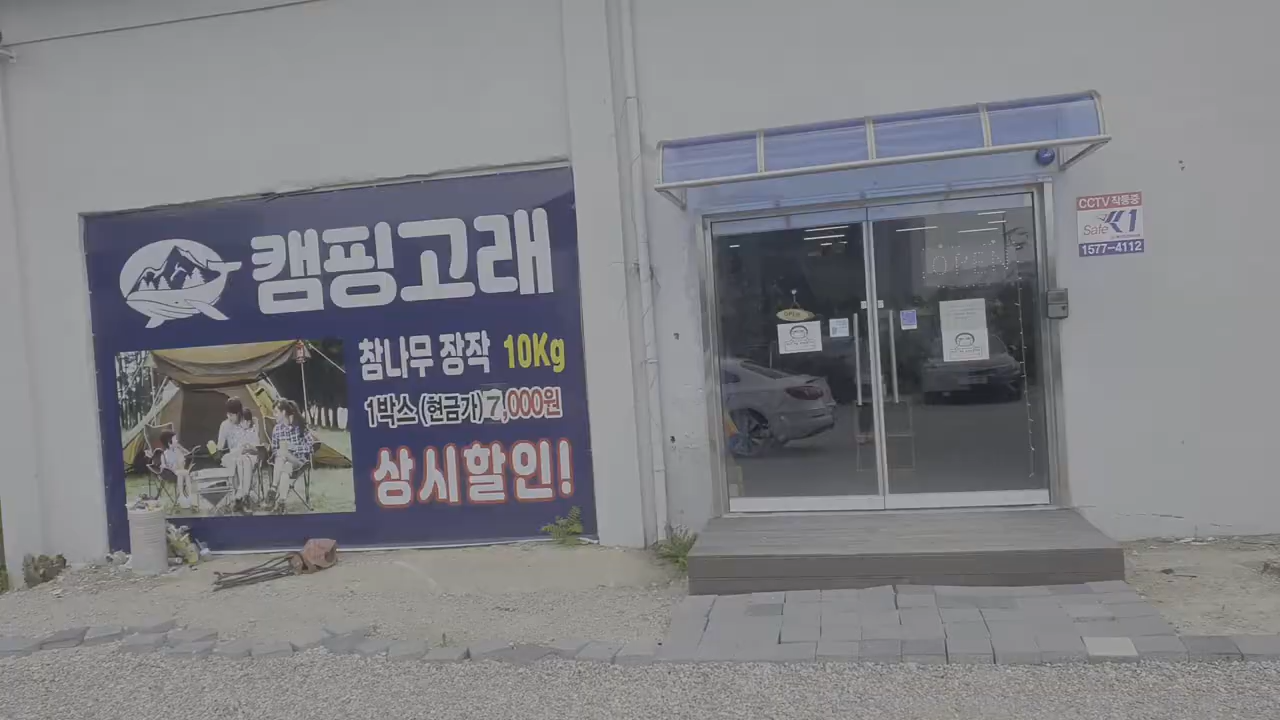 캠핑고래
참나무 장작 10Kg
1박스 (현금가) 7,000원
상시할인!
OPEN
OPEN
CCTV 작동중
Safe K1
1577-4112